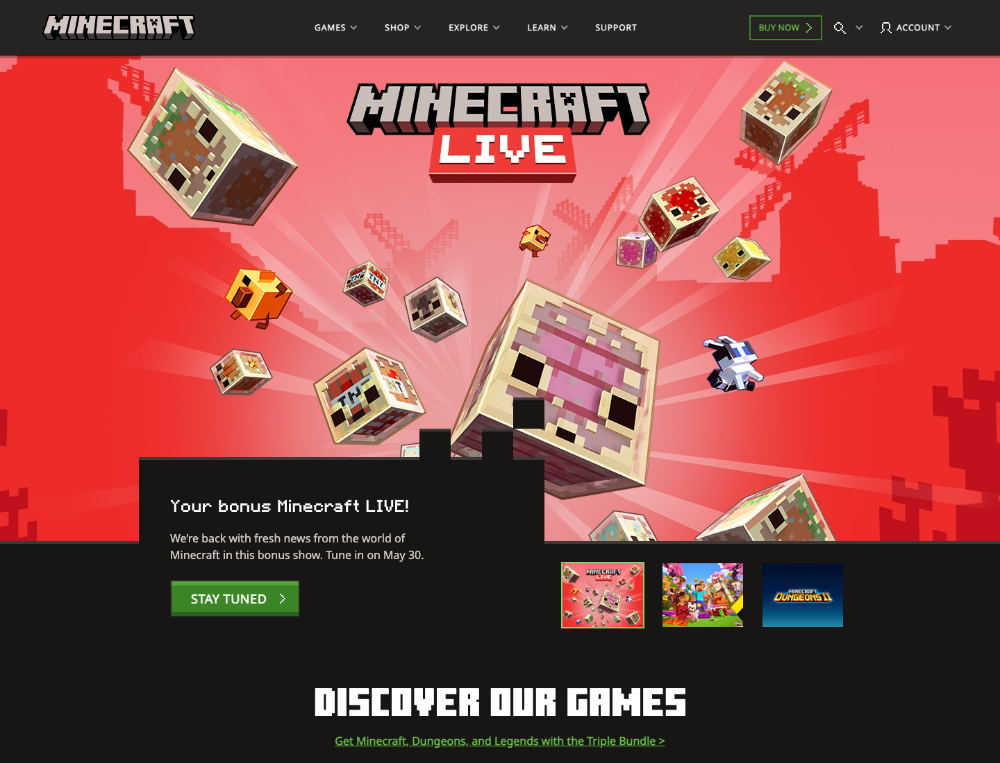 MINECRAFT
GAMES
SHOP
EXPLORE
LEARN
SUPPORT
BUY NOW
ACCOUNT
MINECRAFT
LIVE
TNT
TNT
TNT
NT
Your bonus Minecraft LIVE!
We're back with fresh news from the world of
Minecraft in this bonus show. Tune in on May 30.
STAY TUNED
MINECRAFT
LIVE
MINECRAFT
DUNGEONS II
DISCOVER OUR GAMES
Get Minecraft, Dungeons, and Legends with the Triple Bundle >